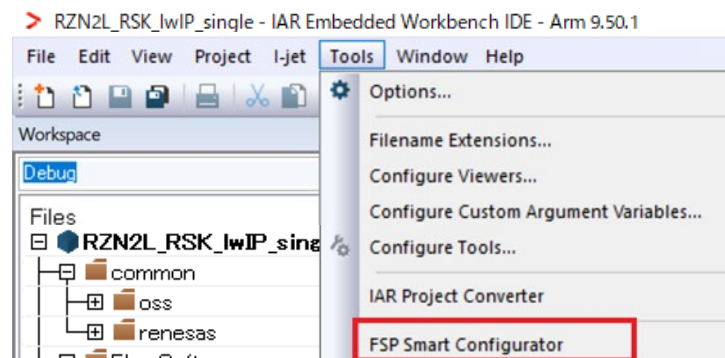 RZN2L_RSK_lwIP_single - IAR Embedded Workbench IDE - Arm 9.50.1
File Edit View Project I-jet Tools Window Help
Workspace
Debug
Files
RZN2L_RSK_lwIP_sing
common
oss
renesas
Options...
Filename Extensions...
Configure Viewers...
Configure Custom Argument Variables...
Configure Tools...
IAR Project Converter
FSP Smart Configurator